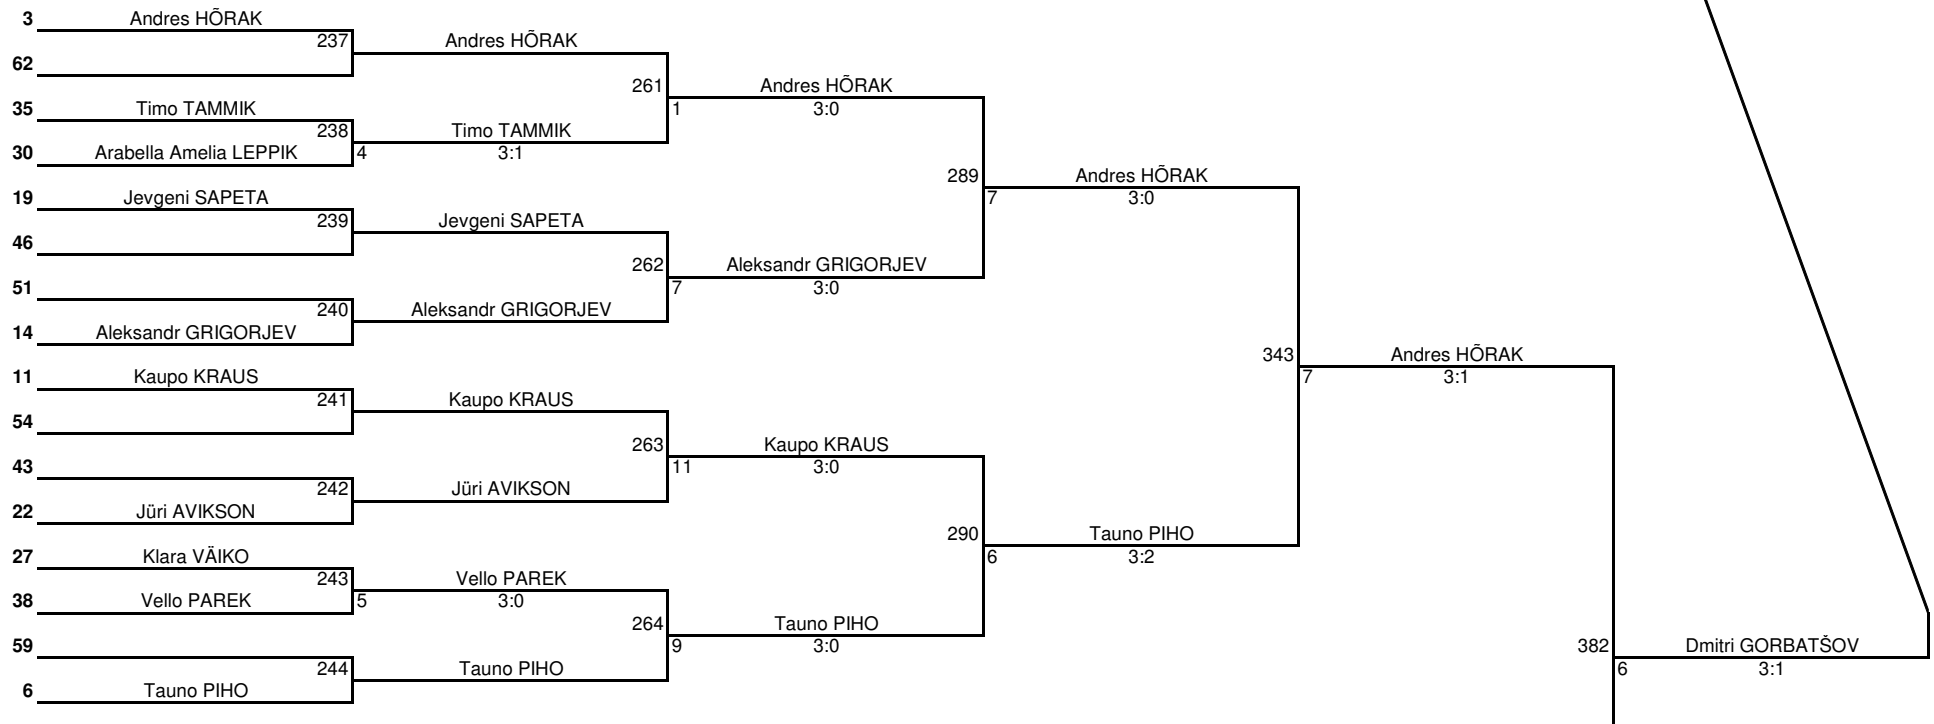 3 Andres HÕRAK
237 Andres HÕRAK
62
261 Andres HÕRAK
35 Timo TAMMIK 1 3:0
238 Timo TAMMIK
30 Arabella Amelia LEPPIK 4 3:1
289 Andres HÕRAK
19 Jevgeni SAPETA 7 3:0
239 Jevgeni SAPETA
46
262 Aleksandr GRIGORJEV
51 7 3:0
240 Aleksandr GRIGORJEV
14 Aleksandr GRIGORJEV
343 Andres HÕRAK
11 Kaupo KRAUS 7 3:1
241 Kaupo KRAUS
54
263 Kaupo KRAUS
43 11 3:0
242 Jüri AVIKSON
22 Jüri AVIKSON
290 Tauno PIHO
27 Klara VÄIKO 6 3:2
243 Vello PAREK
38 Vello PAREK 5 3:0
264 Tauno PIHO
59 9 3:0 382 Dmitri GORBATŠOV
244 Tauno PIHO 6 3:1
6 Tauno PIHO